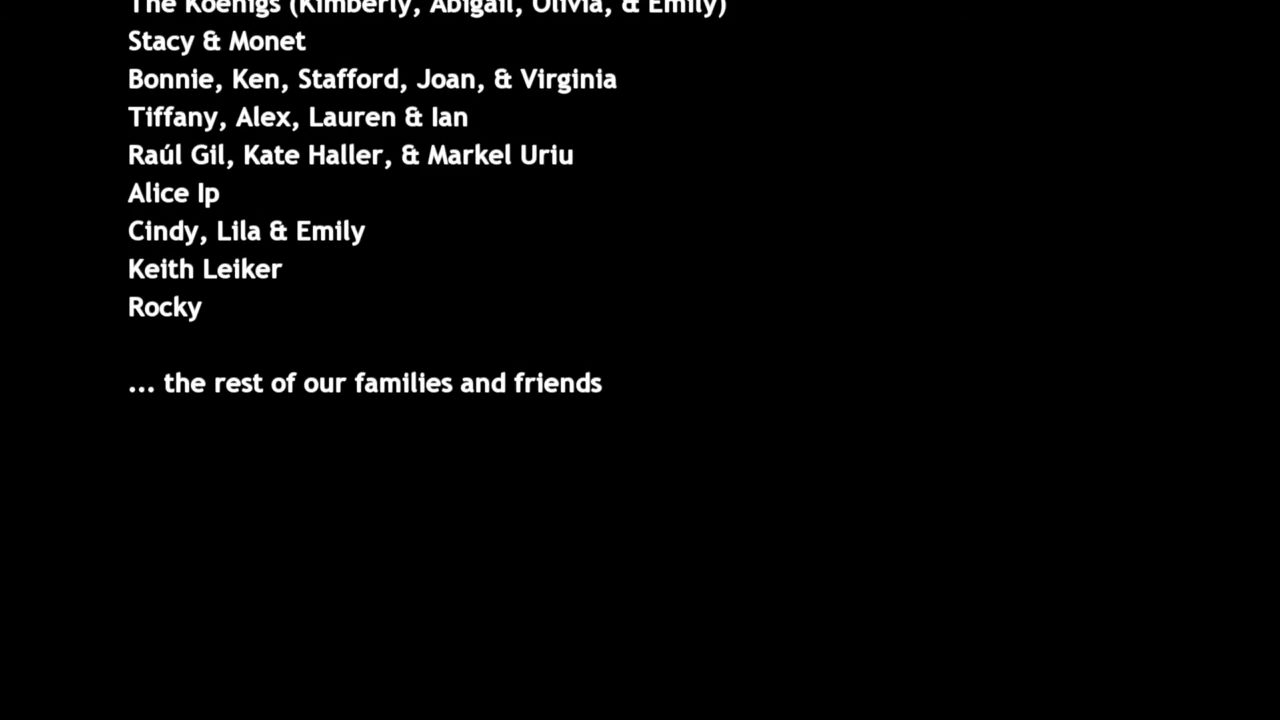 The Koenigs (Kimberly, Abigail, Olivia, & Emily)
Stacy & Monet
Bonnie, Ken, Stafford, Joan, & Virginia
Tiffany, Alex, Lauren & Ian
Raúl Gil, Kate Haller, & Markel Uriu
Alice Ip
Cindy, Lila & Emily
Keith Leiker
Rocky
... the rest of our families and friends